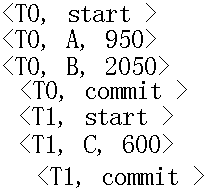 <T0, start >
<T0, A, 950>
<T0, B, 2050>
<T0, commit >
<T1, start >
<T1, C, 600>
<T1, commit >